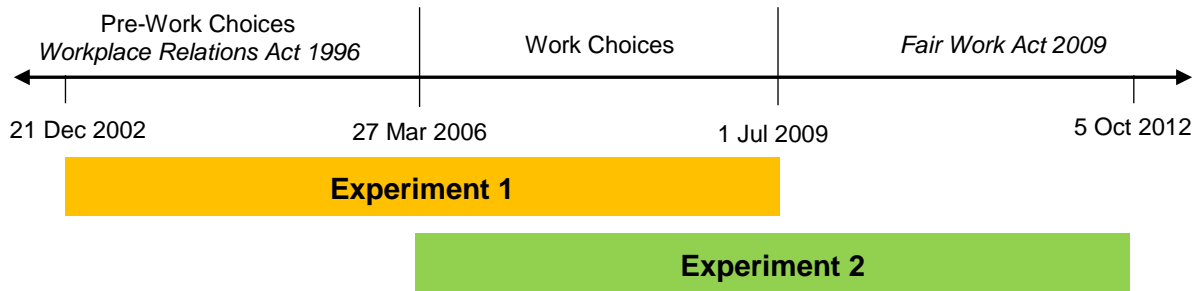 Pre-Work Choices
Workplace Relations Act 1996
Work Choices
Fair Work Act 2009
21 Dec 2002
27 Mar 2006
1 Jul 2009
5 Oct 2012
Experiment 1
Experiment 2